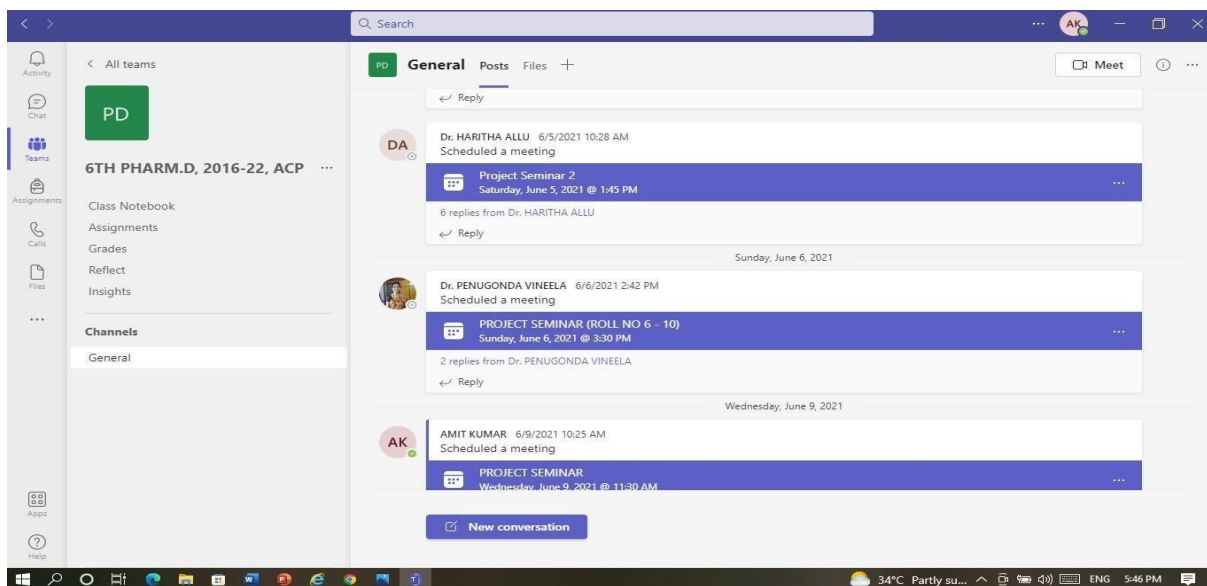 Search
AK
Activity
Chat
Teams
Assignments
Calls
Files
Apps
Help
All teams
PD
6TH PHARM.D, 2016-22, ACP
Class Notebook
Assignments
Grades
Reflect
Insights
Channels
General
PD General Posts Files
Meet
Reply
DA
Dr. HARITHA ALLU 6/5/2021 10:28 AM
Scheduled a meeting
Project Seminar 2
Saturday, June 5, 2021 @ 1:45 PM
6 replies from Dr. HARITHA ALLU
Reply
Sunday, June 6, 2021
Dr. PENUGONDA VINEELA 6/6/2021 2:42 PM
Scheduled a meeting
PROJECT SEMINAR (ROLL NO 6 - 10)
Sunday, June 6, 2021 @ 3:30 PM
2 replies from Dr. PENUGONDA VINEELA
Reply
Wednesday, June 9, 2021
AK
AMIT KUMAR 6/9/2021 10:25 AM
Scheduled a meeting
PROJECT SEMINAR
Wednesday, June 9, 2021 @ 11:30 AM
New conversation
34°C Partly su... ENG 5:46 PM